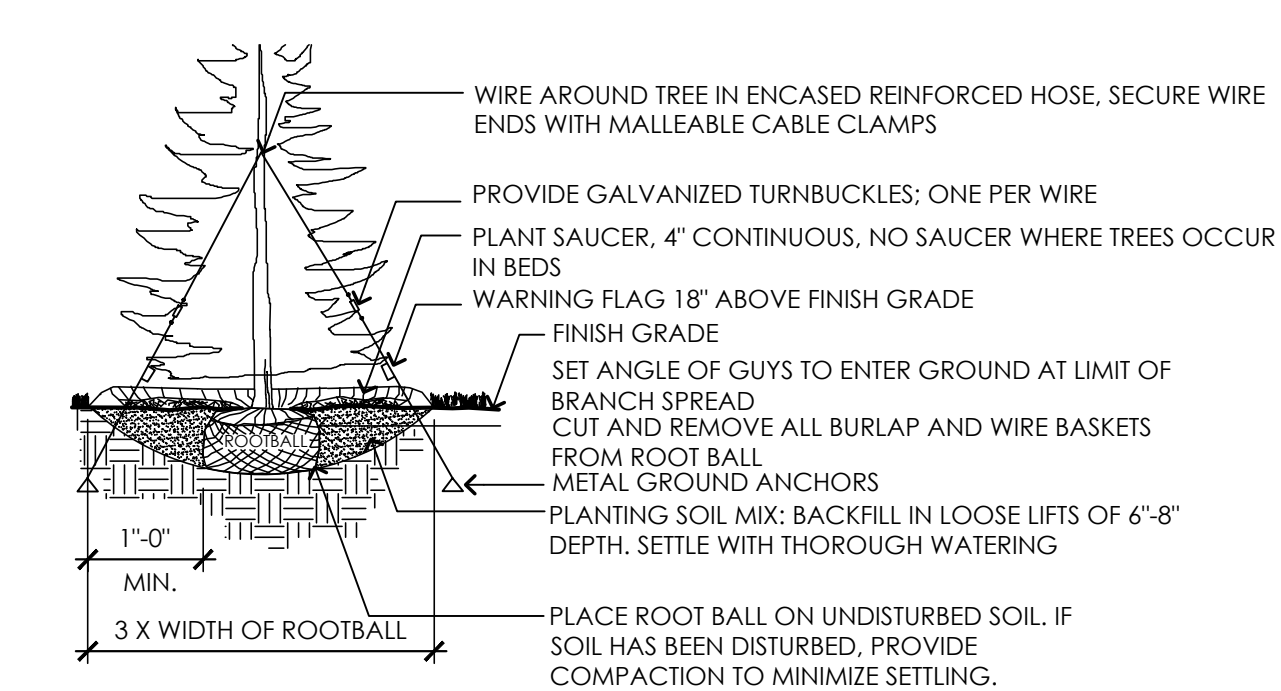 WIRE AROUND TREE IN ENCASED REINFORCED HOSE, SECURE WIRE
ENDS WITH MALLEABLE CABLE CLAMPS
PROVIDE GALVANIZED TURNBUCKLES; ONE PER WIRE
PLANT SAUCER, 4" CONTINUOUS, NO SAUCER WHERE TREES OCCUR
IN BEDS
WARNING FLAG 18" ABOVE FINISH GRADE
FINISH GRADE
SET ANGLE OF GUYS TO ENTER GROUND AT LIMIT OF
BRANCH SPREAD
CUT AND REMOVE ALL BURLAP AND WIRE BASKETS
FROM ROOT BALL
ROOTBALL
METAL GROUND ANCHORS
PLANTING SOIL MIX: BACKFILL IN LOOSE LIFTS OF 6"-8"
DEPTH. SETTLE WITH THOROUGH WATERING
1"-0"
MIN.
3 X WIDTH OF ROOTBALL
PLACE ROOT BALL ON UNDISTURBED SOIL. IF
SOIL HAS BEEN DISTURBED, PROVIDE
COMPACTION TO MINIMIZE SETTLING.